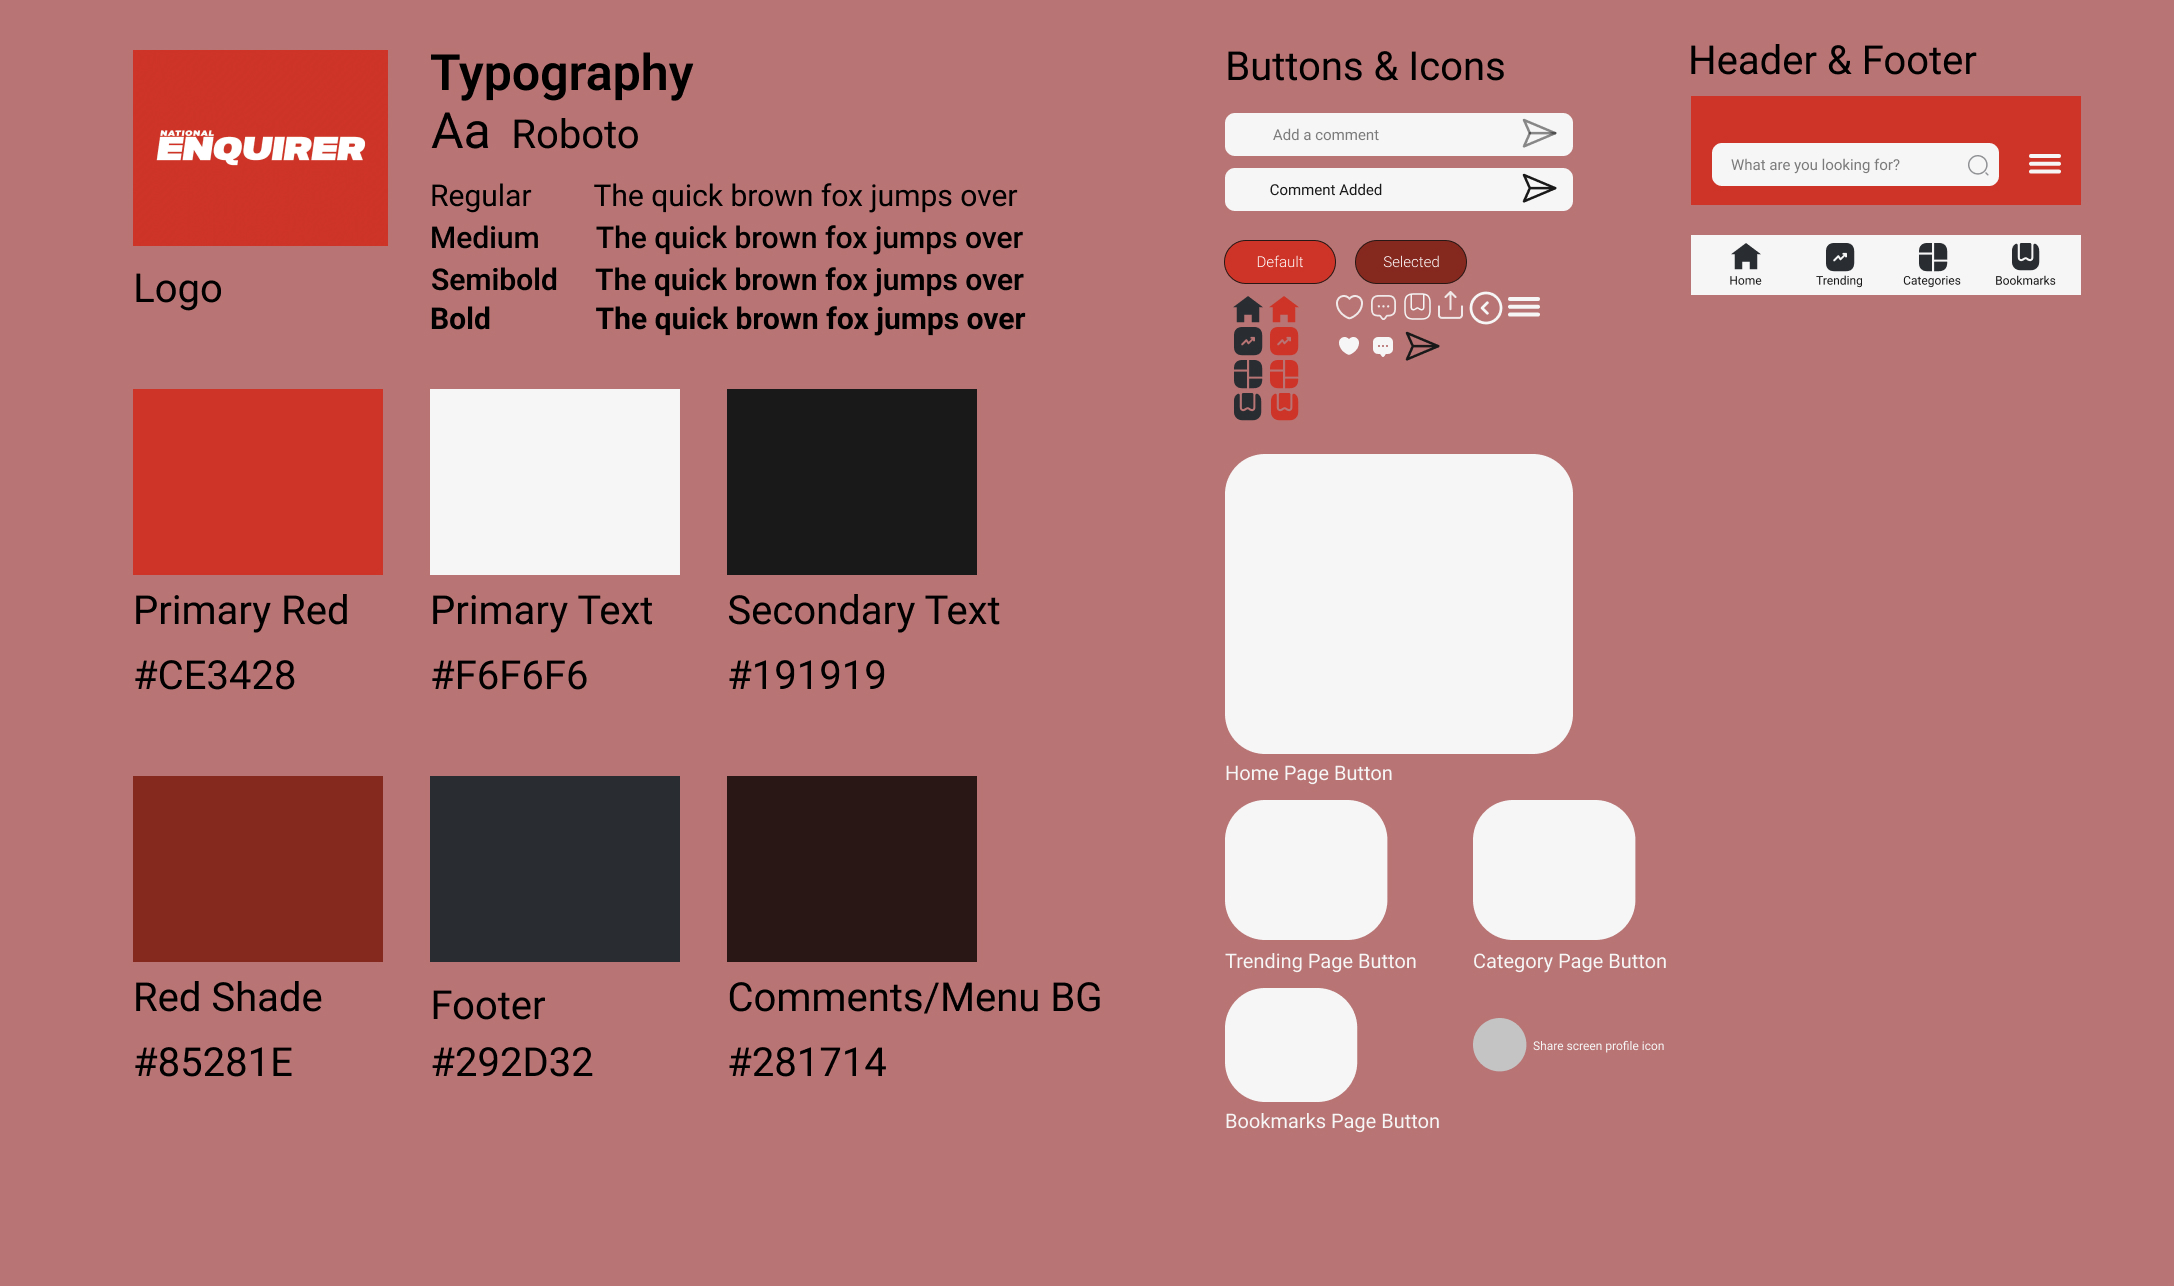 NATIONAL
ENQUIRER
Logo
Typography
Aa Roboto
Regular The quick brown fox jumps over
Medium The quick brown fox jumps over
Semibold The quick brown fox jumps over
Bold The quick brown fox jumps over
Primary Red
#CE3428
Primary Text
#F6F6F6
Secondary Text
#191919
Red Shade
#85281E
Footer
#292D32
Comments/Menu BG
#281714
Buttons & Icons
Add a comment
Comment Added
Default Selected
Home Page Button
Trending Page Button
Category Page Button
Bookmarks Page Button
Share screen profile icon
Header & Footer
What are you looking for?
Home Trending Categories Bookmarks